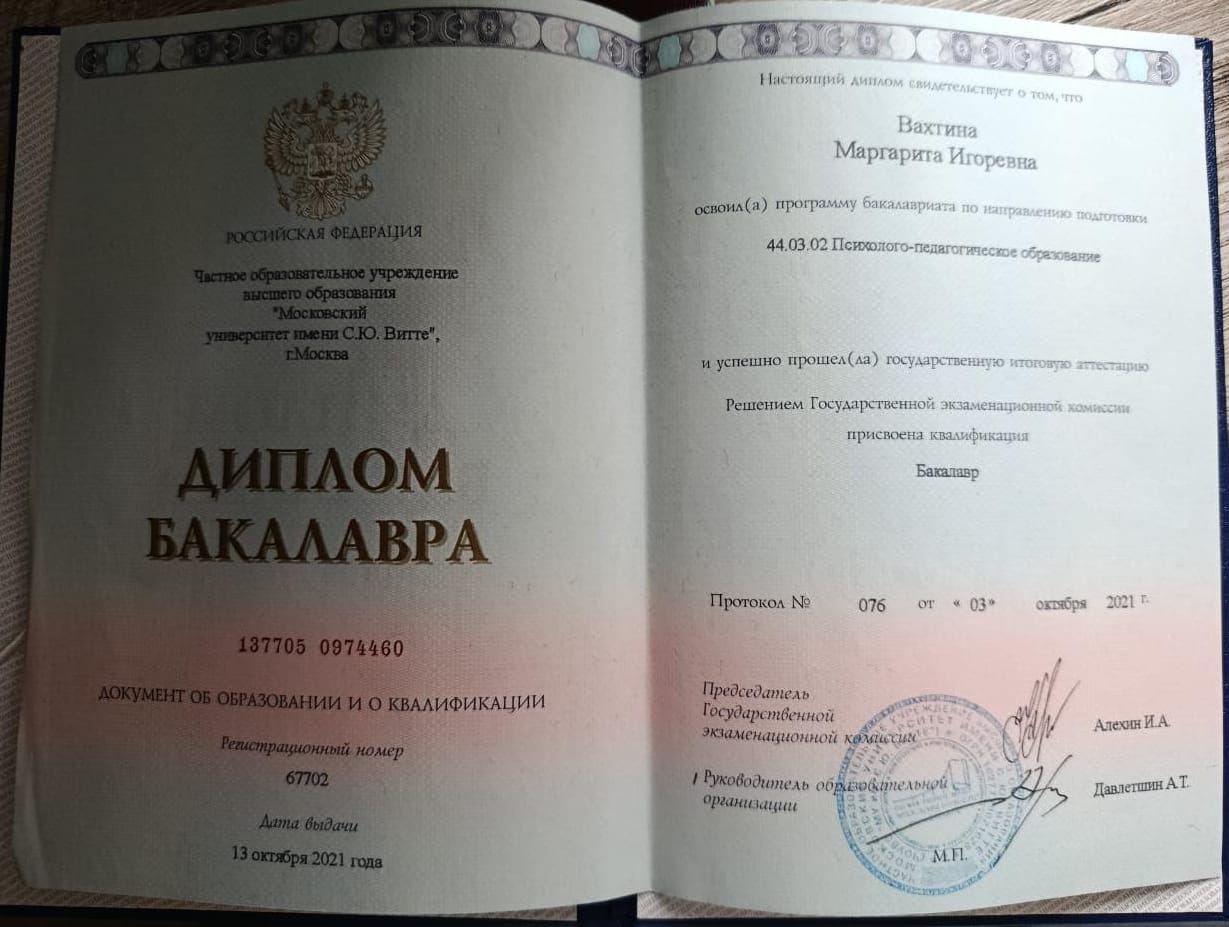 РОССИЙСКАЯ ФЕДЕРАЦИЯ
Частное образовательное учреждение
высшего образования
"Московский
университет имени С.Ю. Витте",
г.Москва
ДИПЛОМ
БАКАЛАВРА
137705 0974460
ДОКУМЕНТ ОБ ОБРАЗОВАНИИ И О КВАЛИФИКАЦИИ
Регистрационный номер
67702
Дата выдачи
13 октября 2021 года
Настоящий диплом свидетельствует о том, что
Вахтина
Маргарита Игоревна
освоил(а) программу бакалавриата по направлению подготовки
44.03.02 Психолого-педагогическое образование
и успешно прошел(ла) государственную итоговую аттестацию
Решением Государственной экзаменационной комиссии
присвоена квалификация
Бакалавр
Протокол № 076 от « 03» октября 2021 г.
Председатель
Государственной
экзаменационной комиссии
Алехин И.А.
Руководитель образовательной
организации
Давлетшин А.Т.
М.П.